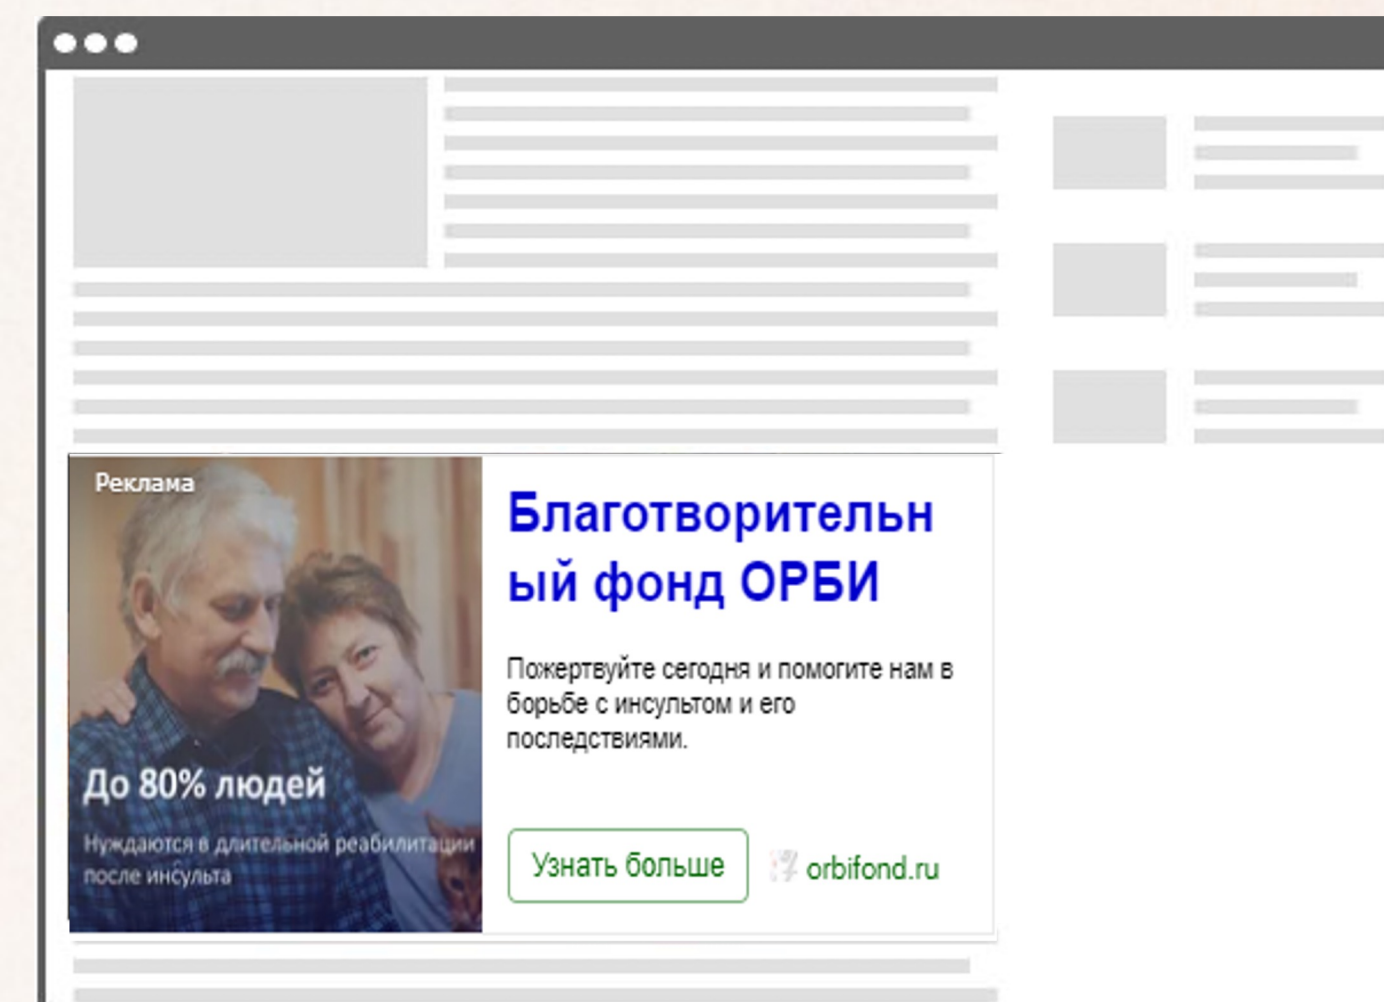 Реклама
До 80% людей
Нуждаются в длительной реабилитации
после инсульта
Благотворительн
ый фонд ОРБИ
Пожертвуйте сегодня и помогите нам в
борьбе с инсультом и его
последствиями.
Узнать больше
orbifond.ru